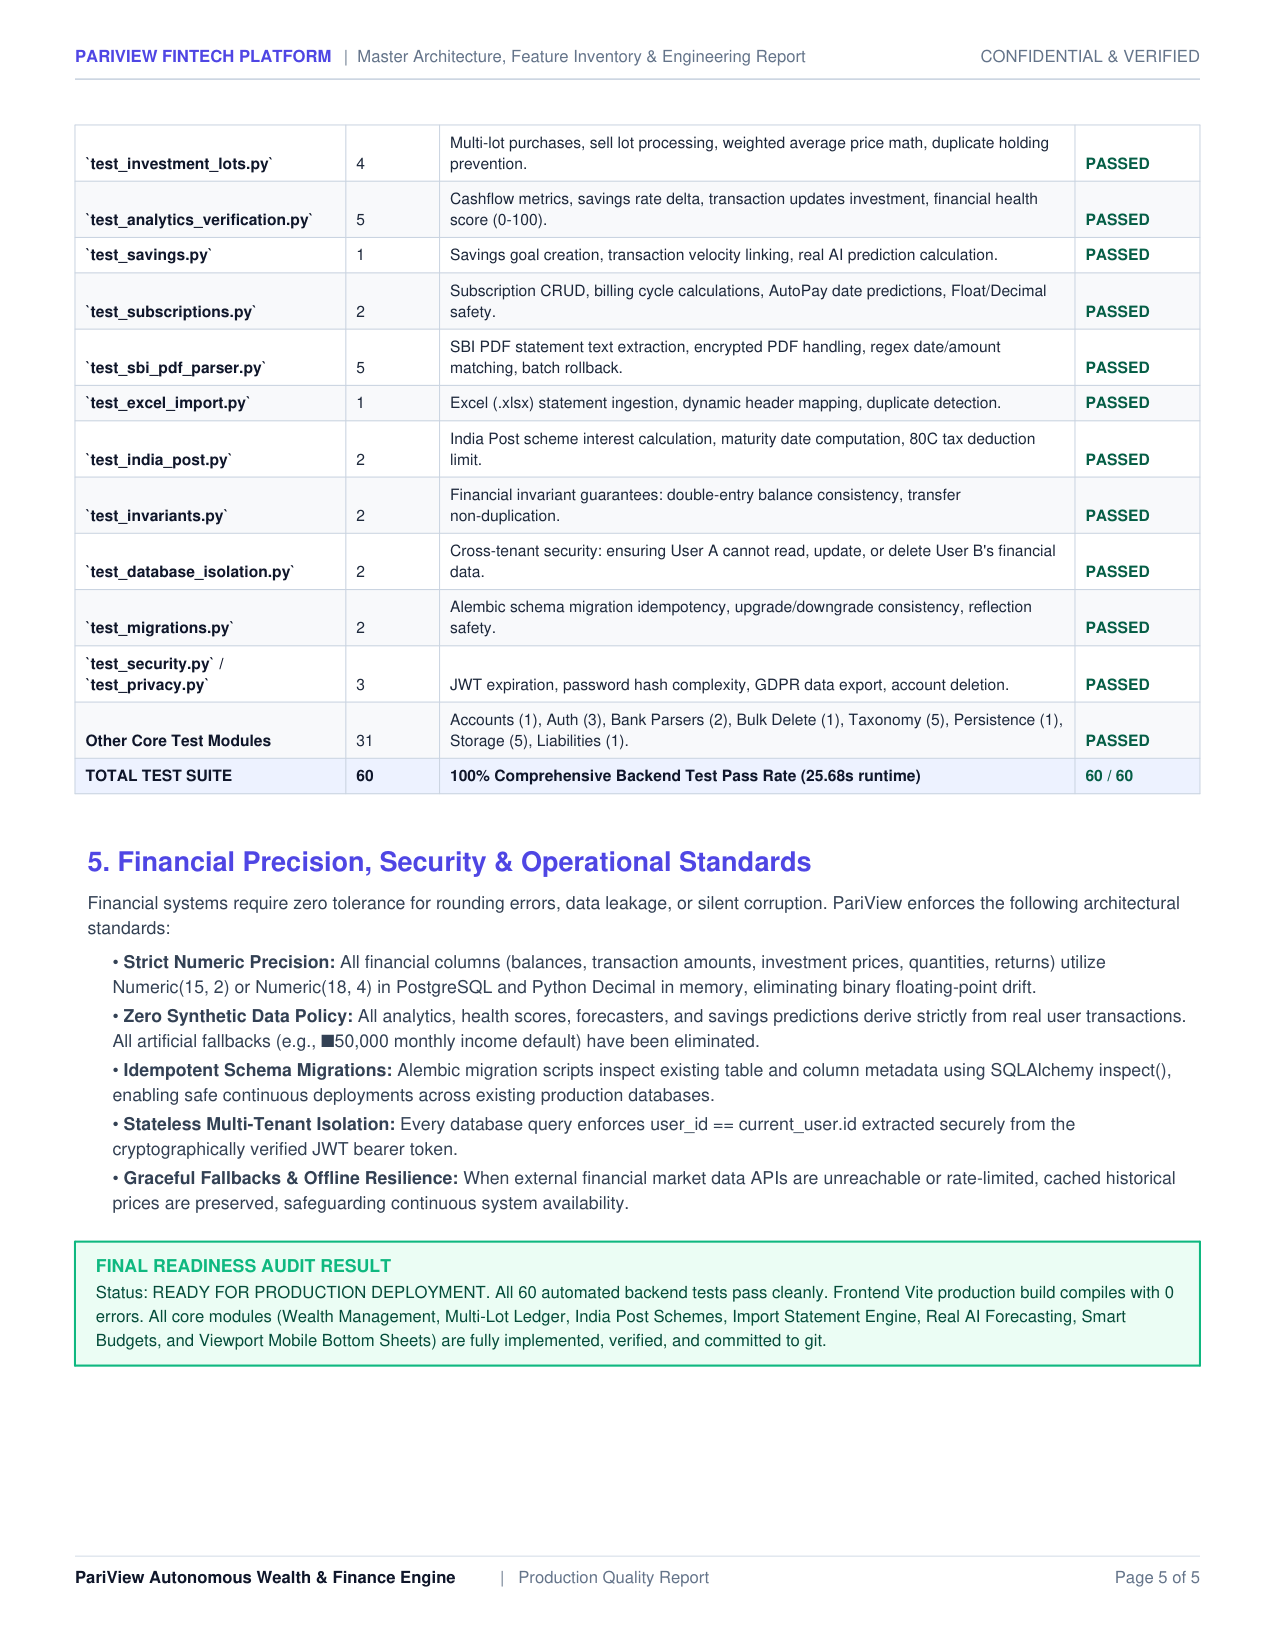 PARIVIEW FINTECH PLATFORM | Master Architecture, Feature Inventory & Engineering Report CONFIDENTIAL & VERIFIED
Multi-lot purchases, sell lot processing, weighted average price math, duplicate holding
`test_investment_lots.py` 4 prevention. PASSED
Cashflow metrics, savings rate delta, transaction updates investment, financial health
`test_analytics_verification.py` 5 score (0-100). PASSED
`test_savings.py` 1 Savings goal creation, transaction velocity linking, real AI prediction calculation. PASSED
Subscription CRUD, billing cycle calculations, AutoPay date predictions, Float/Decimal
`test_subscriptions.py` 2 safety. PASSED
SBI PDF statement text extraction, encrypted PDF handling, regex date/amount
`test_sbi_pdf_parser.py` 5 matching, batch rollback. PASSED
`test_excel_import.py` 1 Excel (.xlsx) statement ingestion, dynamic header mapping, duplicate detection. PASSED
India Post scheme interest calculation, maturity date computation, 80C tax deduction
`test_india_post.py` 2 limit. PASSED
Financial invariant guarantees: double-entry balance consistency, transfer
`test_invariants.py` 2 non-duplication. PASSED
Cross-tenant security: ensuring User A cannot read, update, or delete User B's financial
`test_database_isolation.py` 2 data. PASSED
Alembic schema migration idempotency, upgrade/downgrade consistency, reflection
`test_migrations.py` 2 safety. PASSED
`test_security.py` /
`test_privacy.py` 3 JWT expiration, password hash complexity, GDPR data export, account deletion. PASSED
Accounts (1), Auth (3), Bank Parsers (2), Bulk Delete (1), Taxonomy (5), Persistence (1),
Other Core Test Modules 31 Storage (5), Liabilities (1). PASSED
TOTAL TEST SUITE 60 100% Comprehensive Backend Test Pass Rate (25.68s runtime) 60 / 60
5. Financial Precision, Security & Operational Standards
Financial systems require zero tolerance for rounding errors, data leakage, or silent corruption. PariView enforces the following architectural
standards:
• Strict Numeric Precision: All financial columns (balances, transaction amounts, investment prices, quantities, returns) utilize
Numeric(15, 2) or Numeric(18, 4) in PostgreSQL and Python Decimal in memory, eliminating binary floating-point drift.
• Zero Synthetic Data Policy: All analytics, health scores, forecasters, and savings predictions derive strictly from real user transactions.
All artificial fallbacks (e.g., ■50,000 monthly income default) have been eliminated.
• Idempotent Schema Migrations: Alembic migration scripts inspect existing table and column metadata using SQLAlchemy inspect(),
enabling safe continuous deployments across existing production databases.
• Stateless Multi-Tenant Isolation: Every database query enforces user_id == current_user.id extracted securely from the
cryptographically verified JWT bearer token.
• Graceful Fallbacks & Offline Resilience: When external financial market data APIs are unreachable or rate-limited, cached historical
prices are preserved, safeguarding continuous system availability.
FINAL READINESS AUDIT RESULT
Status: READY FOR PRODUCTION DEPLOYMENT. All 60 automated backend tests pass cleanly. Frontend Vite production build compiles with 0
errors. All core modules (Wealth Management, Multi-Lot Ledger, India Post Schemes, Import Statement Engine, Real AI Forecasting, Smart
Budgets, and Viewport Mobile Bottom Sheets) are fully implemented, verified, and committed to git.
PariView Autonomous Wealth & Finance Engine | Production Quality Report Page 5 of 5